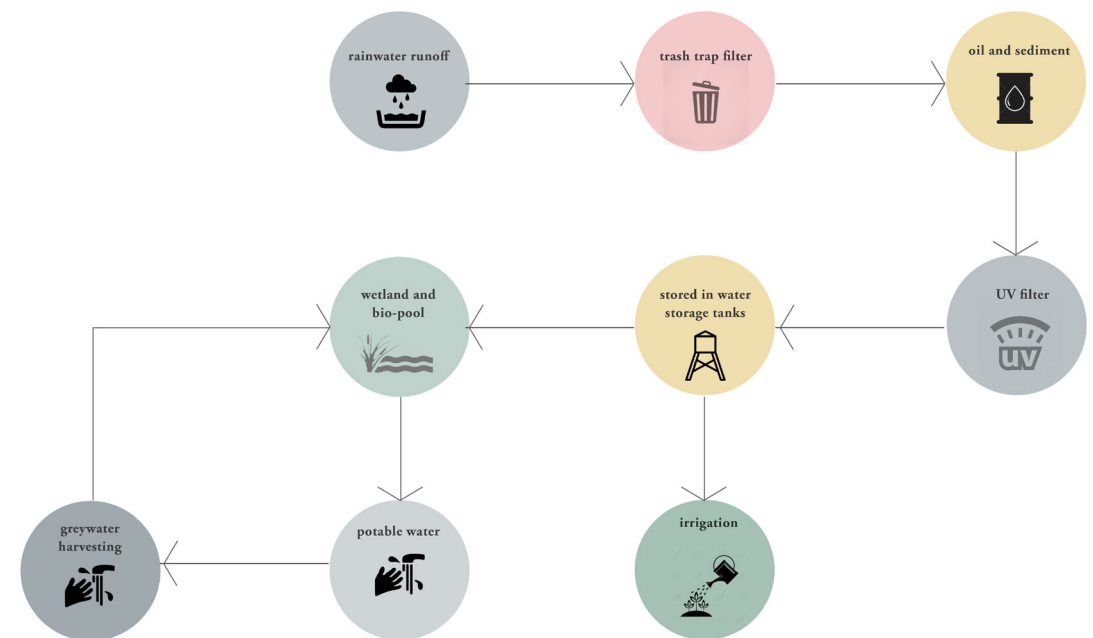 rainwater runoff
trash trap filter
oil and sediment
wetland and
bio-pool
stored in water
storage tanks
UV filter
uv
greywater
harvesting
potable water
irrigation